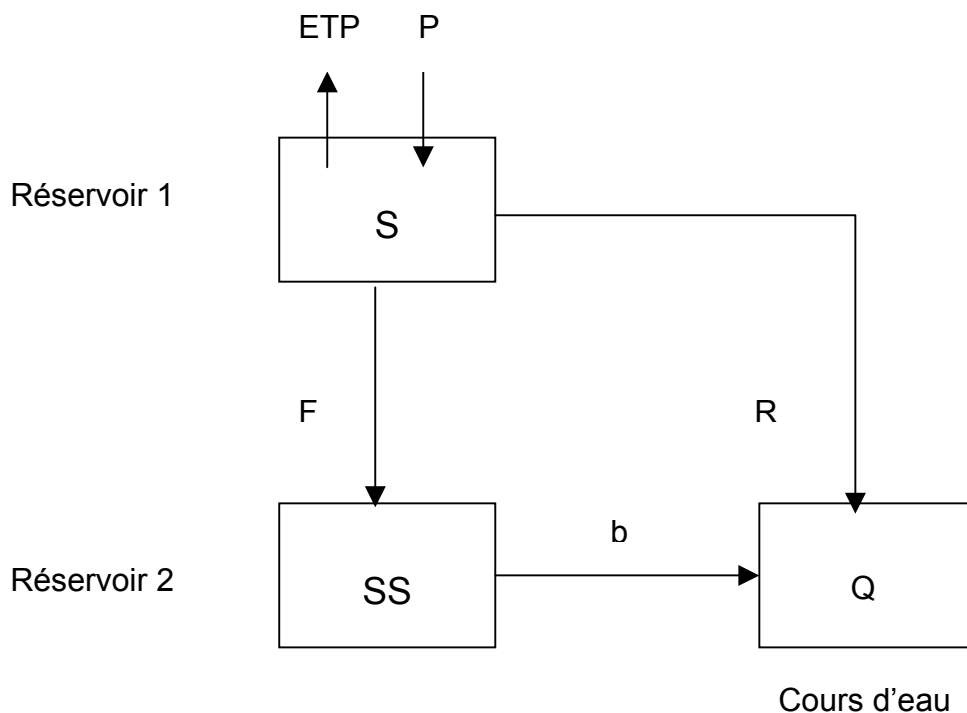 ETP P
Réservoir 1
S
F
R
b
Réservoir 2
SS
Q
Cours d'eau